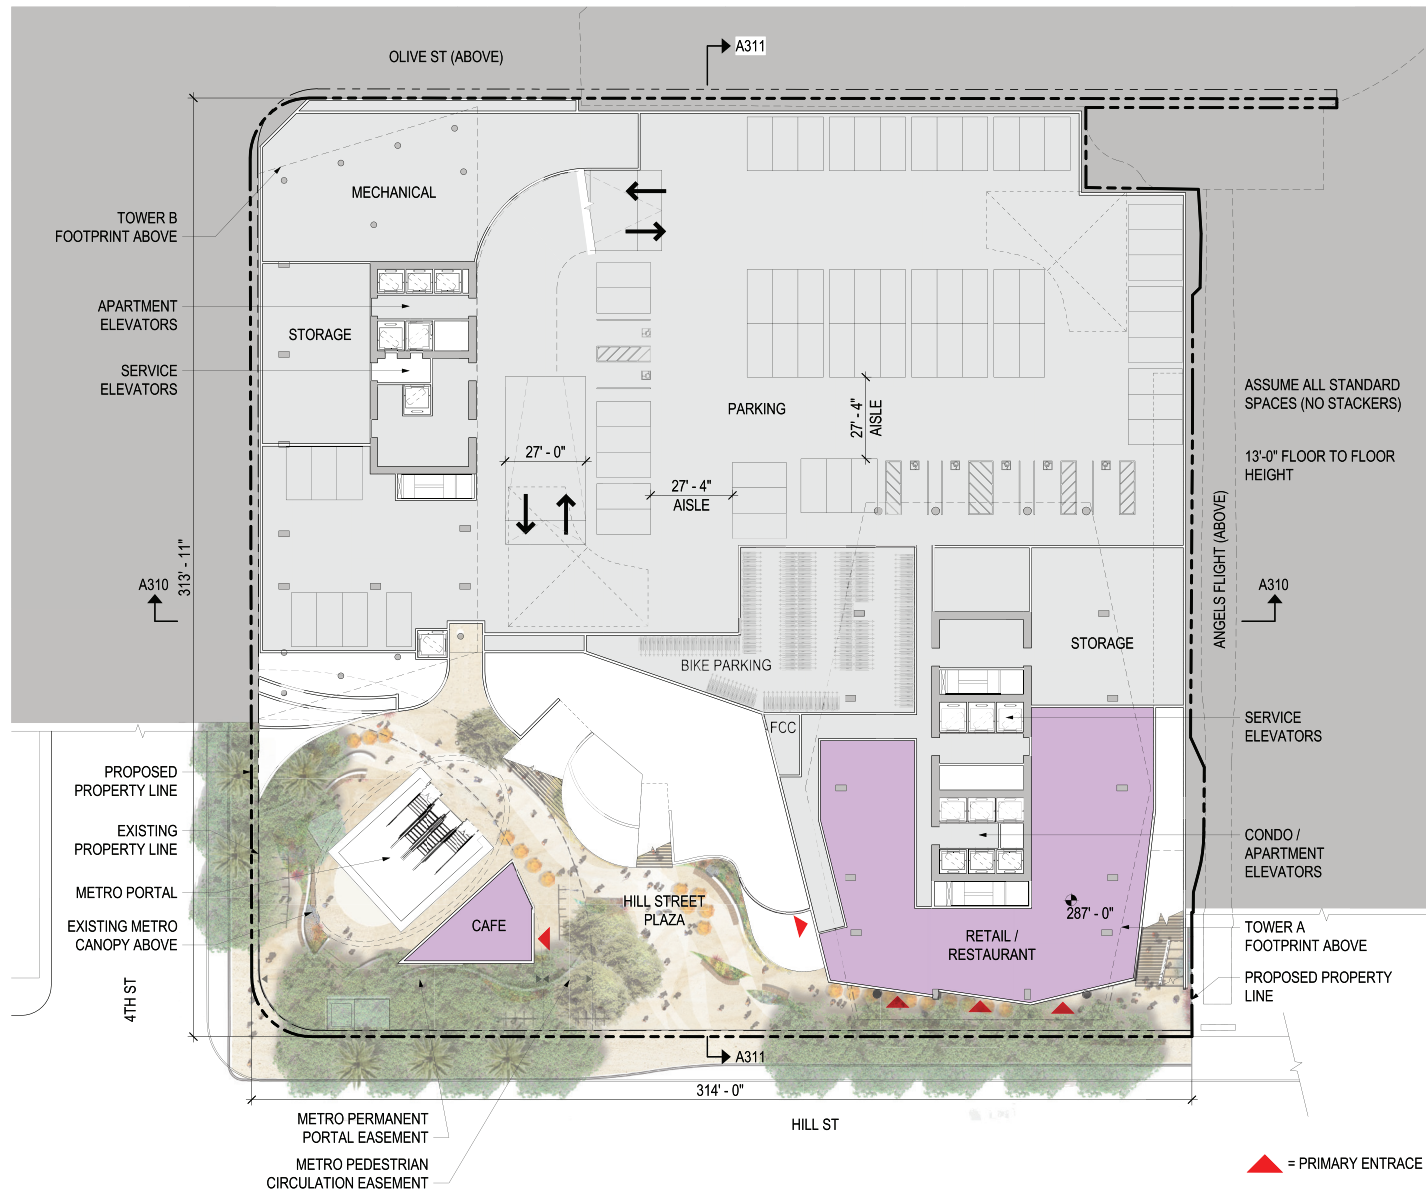 OLIVE ST (ABOVE)
A311
MECHANICAL
TOWER B
FOOTPRINT ABOVE
APARTMENT
ELEVATORS
STORAGE
SERVICE
ELEVATORS
PARKING
27' - 4"
AISLE
ASSUME ALL STANDARD
SPACES (NO STACKERS)
13'-0" FLOOR TO FLOOR
HEIGHT
27' - 0"
27' - 4"
AISLE
313' - 11"
A310
ANGELS FLIGHT (ABOVE)
A310
BIKE PARKING
STORAGE
FCC
SERVICE
ELEVATORS
PROPOSED
PROPERTY LINE
EXISTING
PROPERTY LINE
METRO PORTAL
EXISTING METRO
CANOPY ABOVE
CAFE
HILL STREET
PLAZA
CONDO /
APARTMENT
ELEVATORS
287' - 0"
RETAIL /
RESTAURANT
TOWER A
FOOTPRINT ABOVE
PROPOSED PROPERTY
LINE
4TH ST
A311
314' - 0"
HILL ST
METRO PERMANENT
PORTAL EASEMENT
METRO PEDESTRIAN
CIRCULATION EASEMENT
= PRIMARY ENTRACE